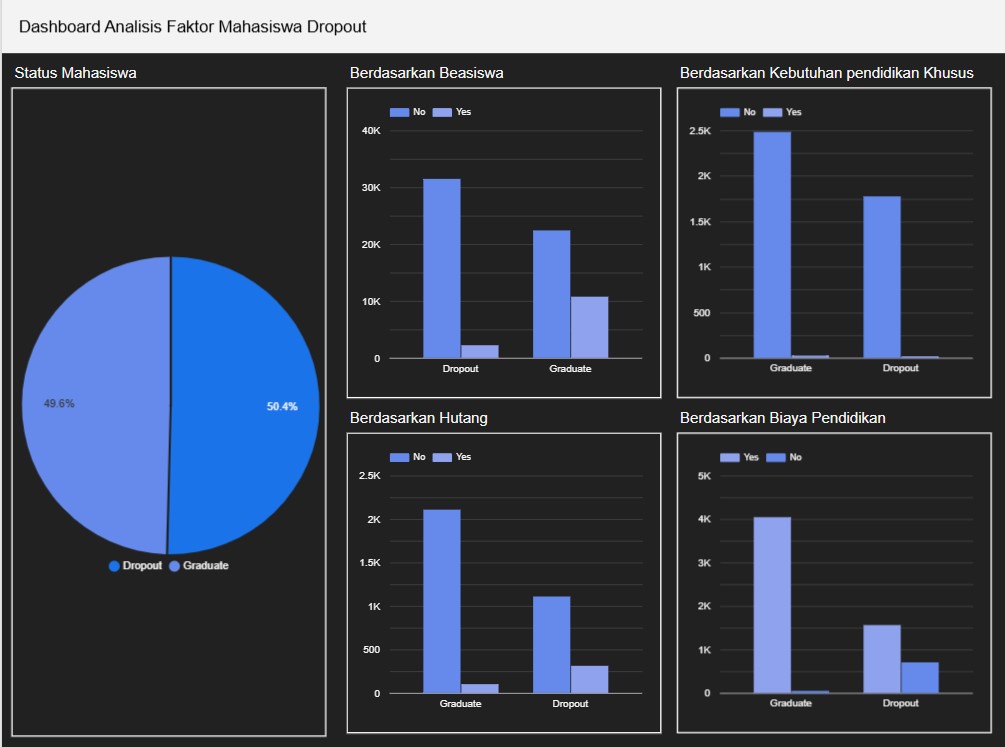 Dashboard Analisis Faktor Mahasiswa Dropout
Status Mahasiswa
49.6%
50.4%
Dropout Graduate
Berdasarkan Beasiswa
No Yes
40K
30K
20K
10K
0
Dropout Graduate
Berdasarkan Kebutuhan pendidikan Khusus
No Yes
2.5K
2K
1.5K
1K
500
0
Graduate Dropout
Berdasarkan Hutang
No Yes
2.5K
2K
1.5K
1K
500
0
Graduate Dropout
Berdasarkan Biaya Pendidikan
Yes No
5K
4K
3K
2K
1K
0
Graduate Dropout